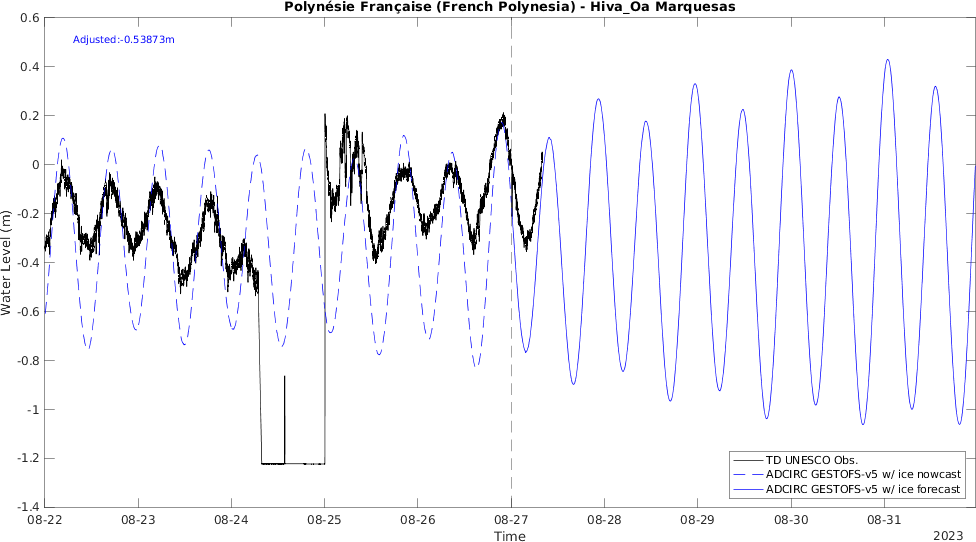 Polynésie Française (French Polynesia) - Hiva_Oa Marquesas
Adjusted:-0.53873m
0.6
0.4
0.2
0
-0.2
-0.4
-0.6
-0.8
-1
-1.2
-1.4
Water Level (m)
TD UNESCO Obs.
ADCIRC GESTOFS-v5 w/ ice nowcast
ADCIRC GESTOFS-v5 w/ ice forecast
08-22 08-23 08-24 08-25 08-26 08-27 08-28 08-29 08-30 08-31
Time
2023